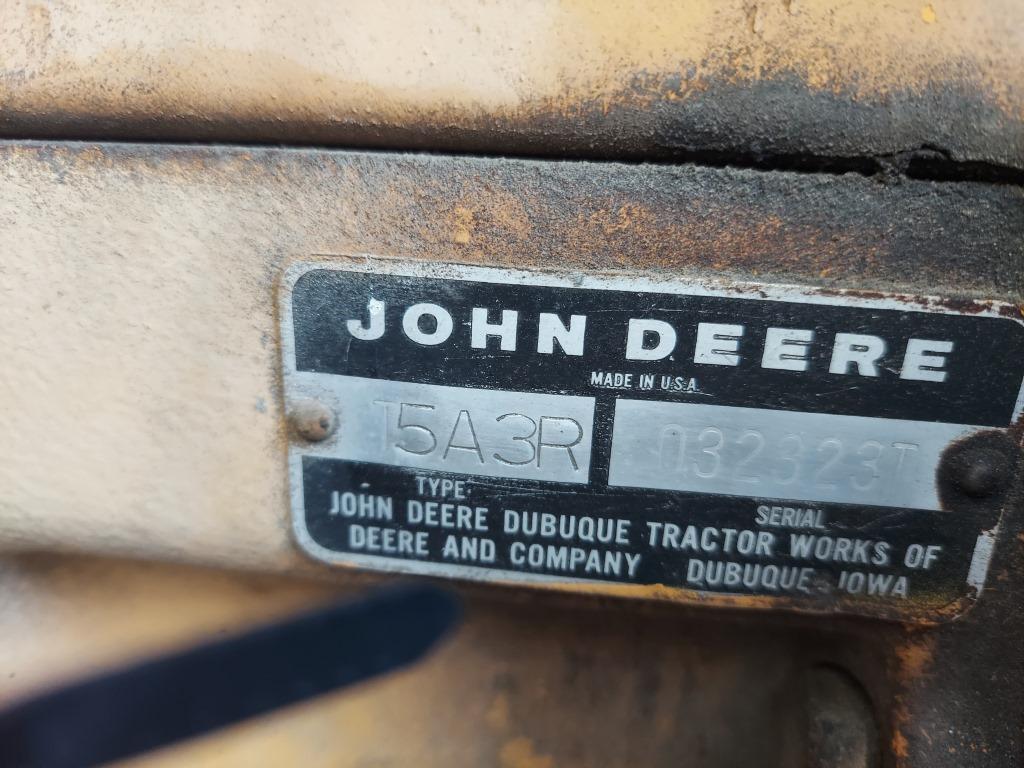 JOHN DEERE
MADE IN U.S.A.
T5A3R 032323T
TYPE SERIAL
JOHN DEERE DUBUQUE TRACTOR WORKS OF
DEERE AND COMPANY DUBUQUE, IOWA